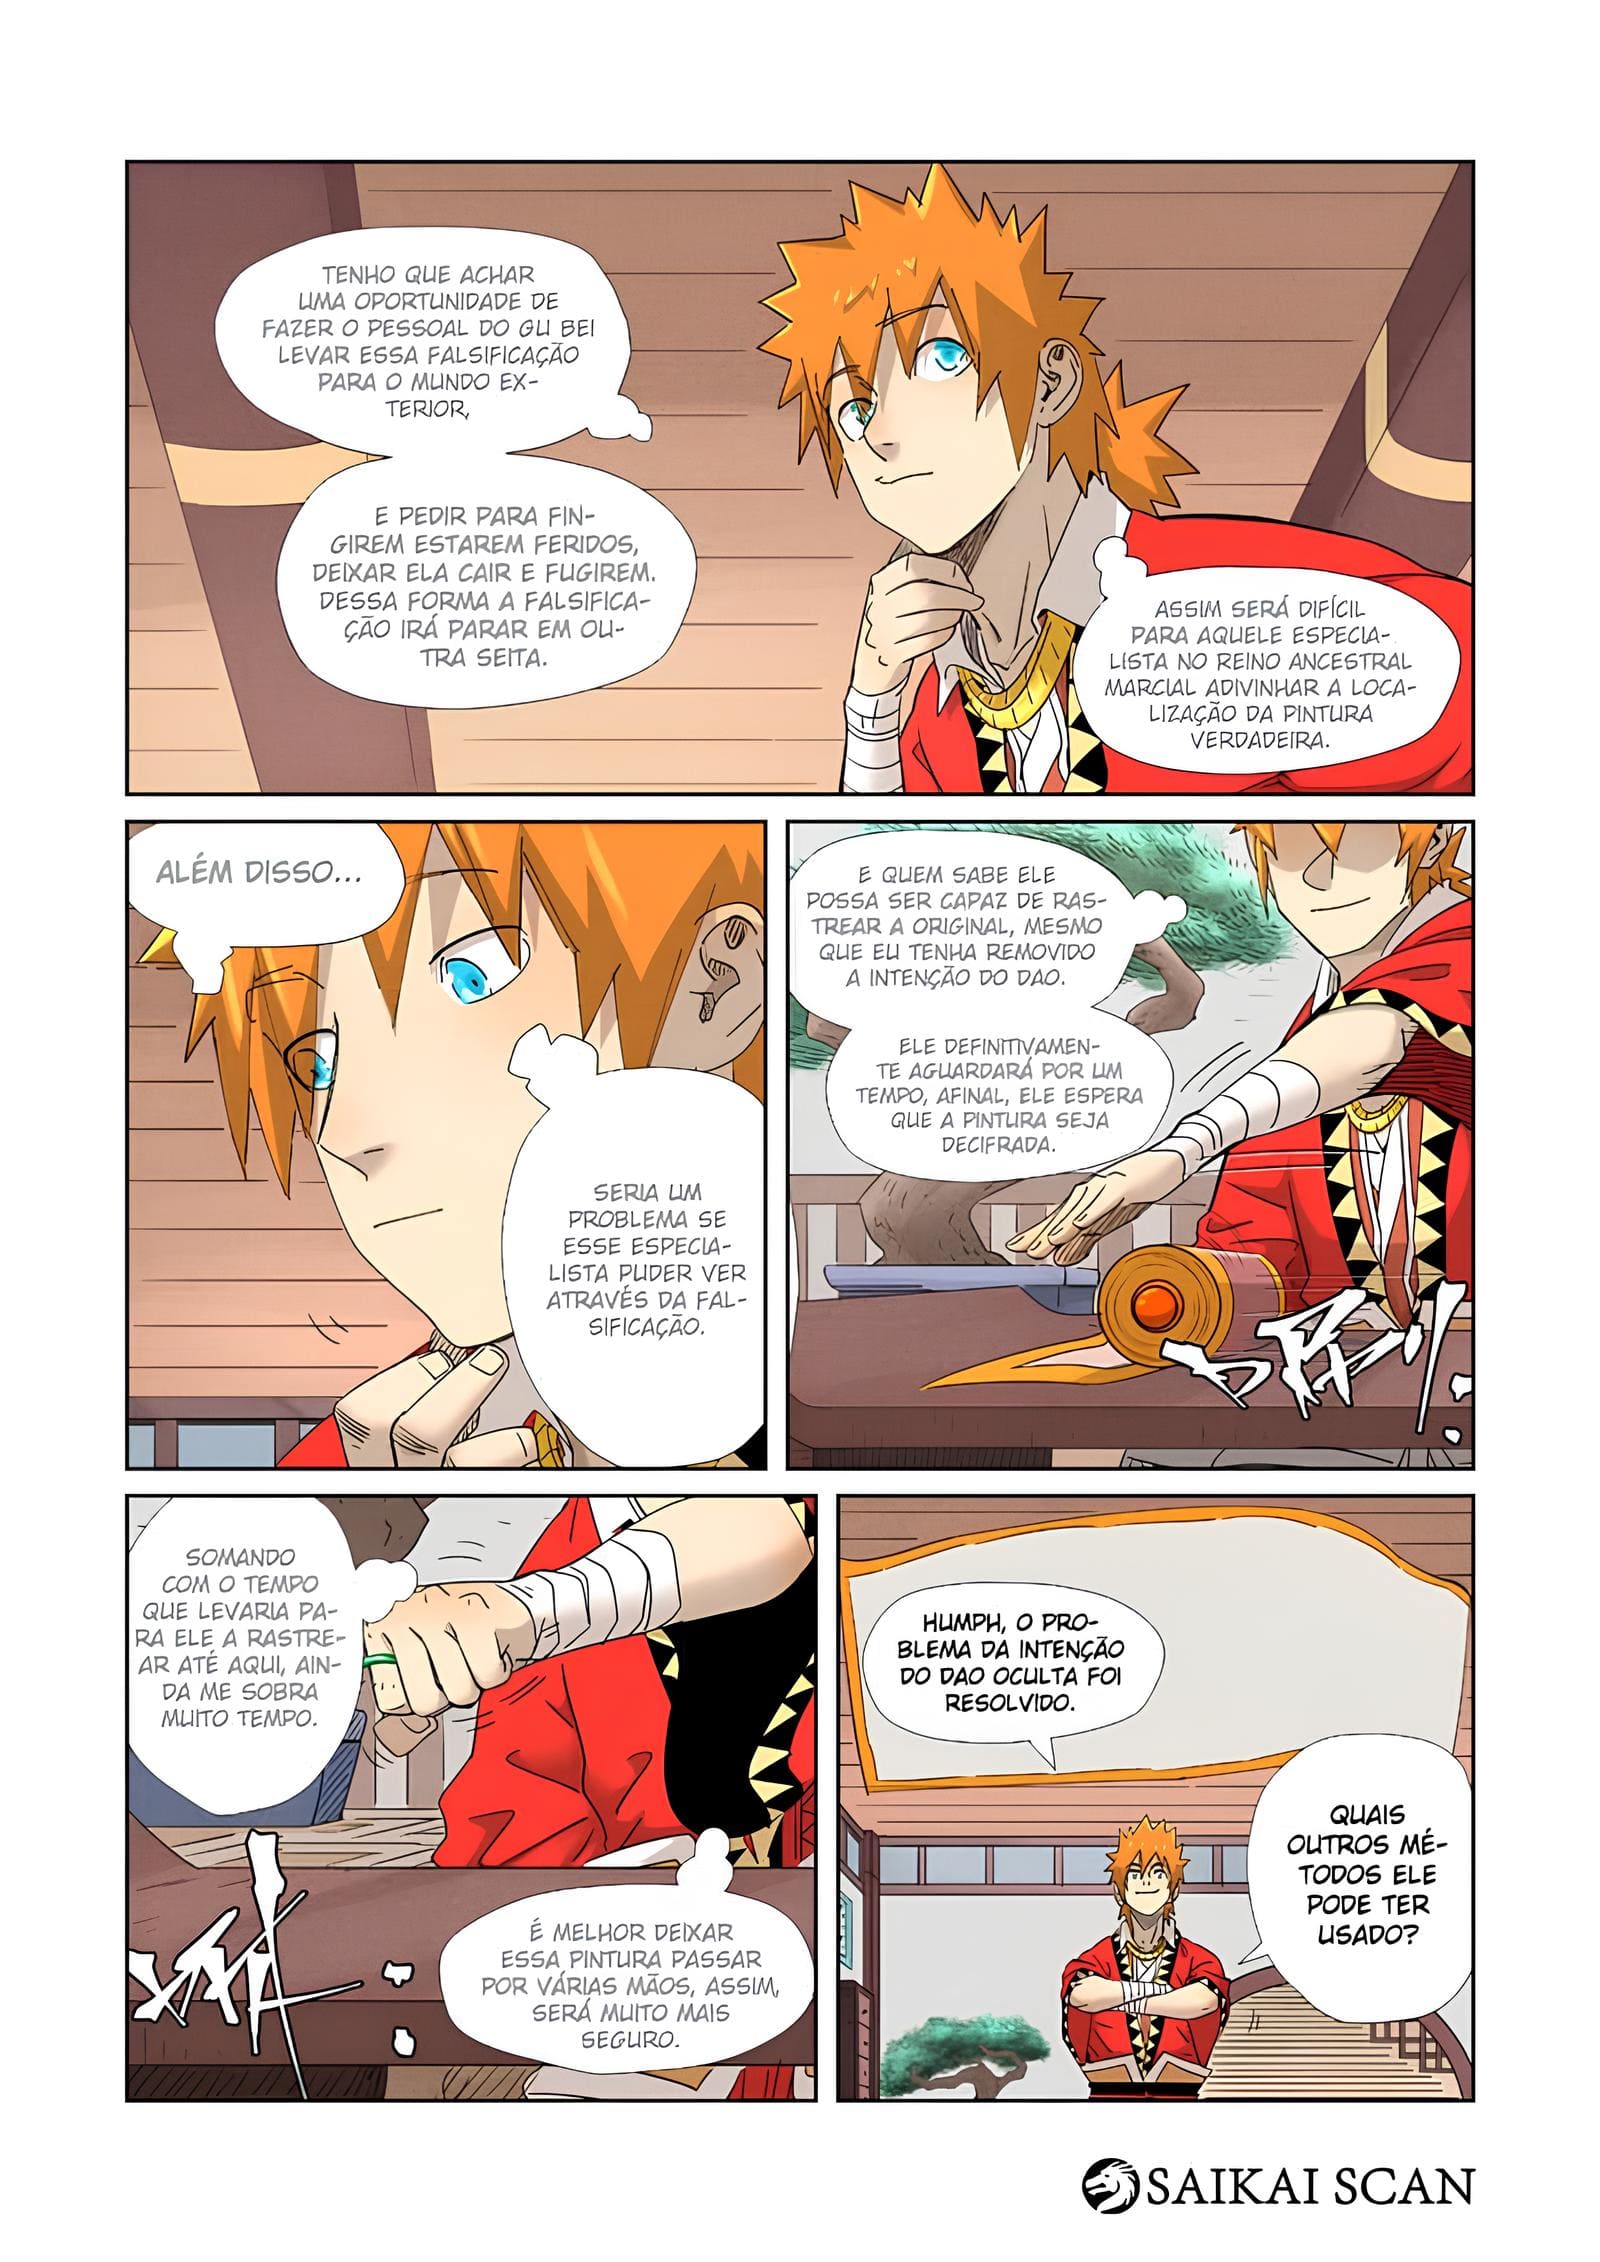 TENHO QUE ACHAR
UMA OPORTUNIDADE DE
FAZER O PESSOAL DO GU BEI
LEVAR ESSA FALSIFICAÇÃO
PARA O MUNDO EX-
TERIOR,
E PEDIR PARA FIN-
GIREM ESTAREM FERIDOS,
DEIXAR ELA CAIR E FUGIREM.
DESSA FORMA A FALSIFICA-
ÇÃO IRÁ PARAR EM OU-
TRA SEITA.
ASSIM SERÁ DIFÍCIL
PARA AQUELE ESPECIA-
LISTA NO REINO ANCESTRAL
MARCIAL ADIVINHAR A LOCA-
LIZAÇÃO DA PINTURA
VERDADEIRA.
ALÉM DISSO...
SERIA UM
PROBLEMA SE
ESSE ESPECIA-
LISTA PUDER VER
ATRAVÉS DA FAL-
SIFICAÇÃO.
E QUEM SABE ELE
POSSA SER CAPAZ DE RAS-
TREAR A ORIGINAL, MESMO
QUE EU TENHA REMOVIDO
A INTENÇÃO DO DAO.
ELE DEFINITIVAMEN-
TE AGUARDARÁ POR UM
TEMPO, AFINAL, ELE ESPERA
QUE A PINTURA SEJA
DECIFRADA.
SOMANDO
COM O TEMPO
QUE LEVARIA PA-
RA ELE A RASTRE-
AR ATÉ AQUI, AIN-
DA ME SOBRA
MUITO TEMPO.
É MELHOR DEIXAR
ESSA PINTURA PASSAR
POR VÁRIAS MÃOS, ASSIM,
SERÁ MUITO MAIS
SEGURO.
HUMPH, O PRO-
BLEMA DA INTENÇÃO
DO DAO OCULTA FOI
RESOLVIDO.
QUAIS
OUTROS MÉ-
TODOS ELE
PODE TER
USADO?
SAIKAI SCAN